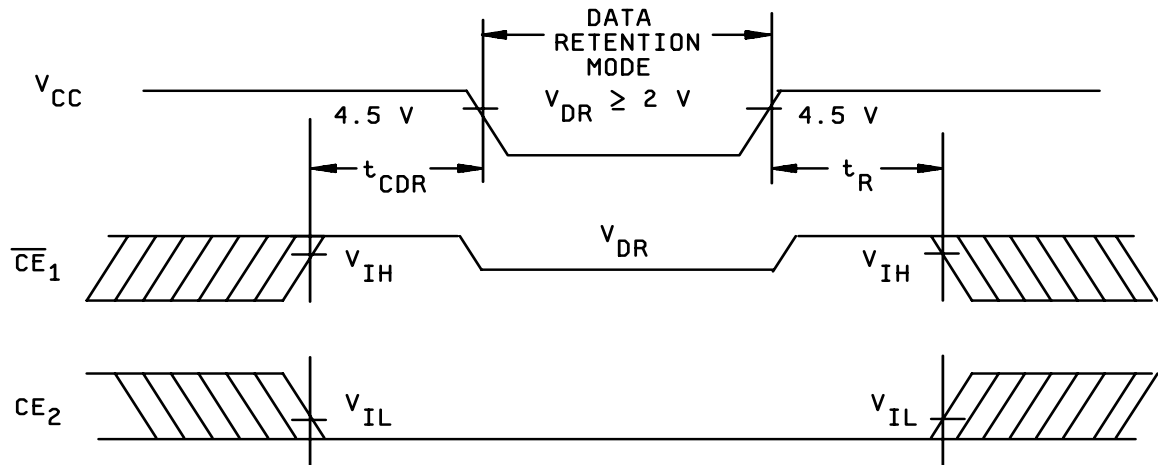 DATA
RETENTION
MODE
V_CC
4.5 V
V_DR ≥ 2 V
4.5 V
t_CDR
t_R
C̅E̅_1
V_IH
V_DR
V_IH
CE_2
V_IL
V_IL